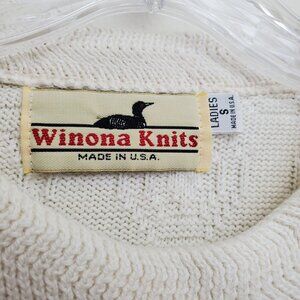 Winona Knits
MADE IN U.S.A.
LADIES
S
MADE IN U.S.A.